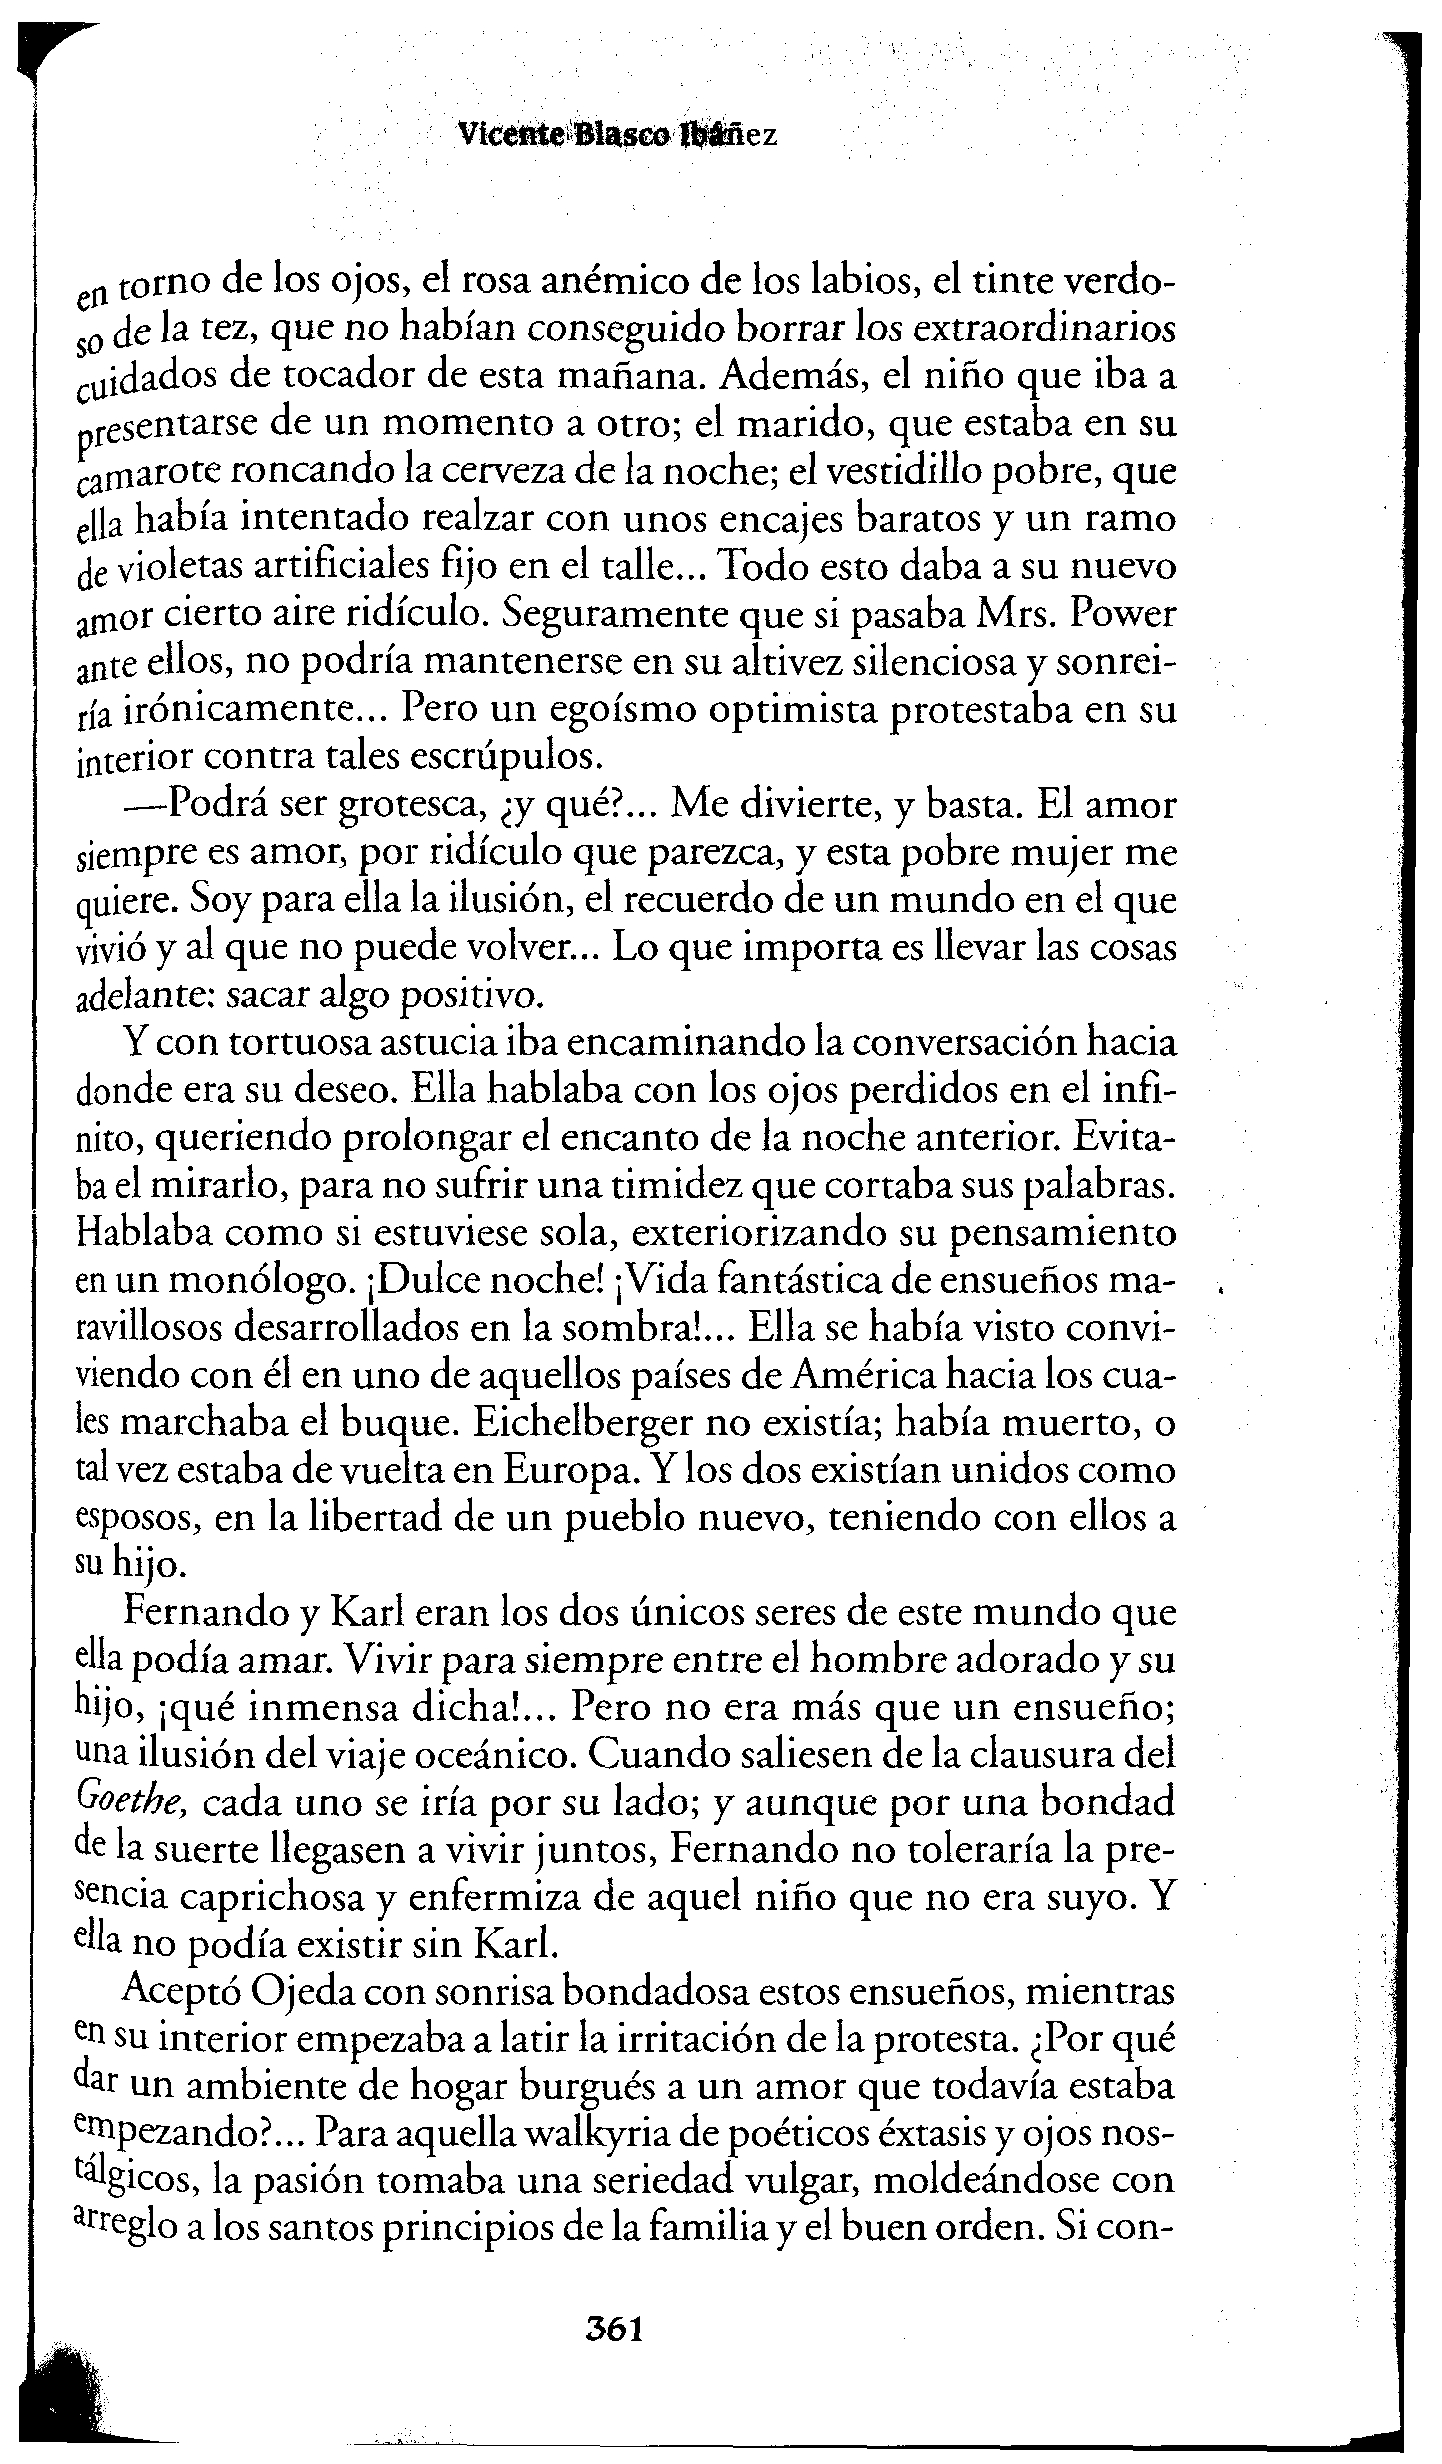 Vicente Blasco Ibáñez
en torno de los ojos, el rosa anémico de los labios, el tinte verdo-
so de la tez, que no habían conseguido borrar los extraordinarios
cuidados de tocador de esta mañana. Además, el niño que iba a
presentarse de un momento a otro; el marido, que estaba en su
camarote roncando la cerveza de la noche; el vestidillo pobre, que
ella había intentado realzar con unos encajes baratos y un ramo
de violetas artificiales fijo en el talle... Todo esto daba a su nuevo
amor cierto aire ridículo. Seguramente que si pasaba Mrs. Power
ante ellos, no podría mantenerse en su altivez silenciosa y sonrei-
ría irónicamente... Pero un egoísmo optimista protestaba en su
interior contra tales escrúpulos.
—Podrá ser grotesca, ¿y qué?... Me divierte, y basta. El amor
siempre es amor, por ridículo que parezca, y esta pobre mujer me
quiere. Soy para ella la ilusión, el recuerdo de un mundo en el que
vivió y al que no puede volver... Lo que importa es llevar las cosas
adelante: sacar algo positivo.
Y con tortuosa astucia iba encaminando la conversación hacia
donde era su deseo. Ella hablaba con los ojos perdidos en el infi-
nito, queriendo prolongar el encanto de la noche anterior. Evita-
ba el mirarlo, para no sufrir una timidez que cortaba sus palabras.
Hablaba como si estuviese sola, exteriorizando su pensamiento
en un monólogo. ¡Dulce noche! ¡Vida fantástica de ensueños ma-
ravillosos desarrollados en la sombra!... Ella se había visto convi-
viendo con él en uno de aquellos países de América hacia los cua-
les marchaba el buque. Eichelberger no existía; había muerto, o
tal vez estaba de vuelta en Europa. Y los dos existían unidos como
esposos, en la libertad de un pueblo nuevo, teniendo con ellos a
su hijo.
Fernando y Karl eran los dos únicos seres de este mundo que
ella podía amar. Vivir para siempre entre el hombre adorado y su
hijo, ¡qué inmensa dicha!... Pero no era más que un ensueño;
una ilusión del viaje oceánico. Cuando saliesen de la clausura del
Goethe, cada uno se iría por su lado; y aunque por una bondad
de la suerte llegasen a vivir juntos, Fernando no toleraría la pre-
sencia caprichosa y enfermiza de aquel niño que no era suyo. Y
ella no podía existir sin Karl.
Aceptó Ojeda con sonrisa bondadosa estos ensueños, mientras
en su interior empezaba a latir la irritación de la protesta. ¿Por qué
dar un ambiente de hogar burgués a un amor que todavía estaba
empezando?... Para aquella walkyria de poéticos éxtasis y ojos nos-
tálgicos, la pasión tomaba una seriedad vulgar, moldeándose con
arreglo a los santos principios de la familia y el buen orden. Si con-
361